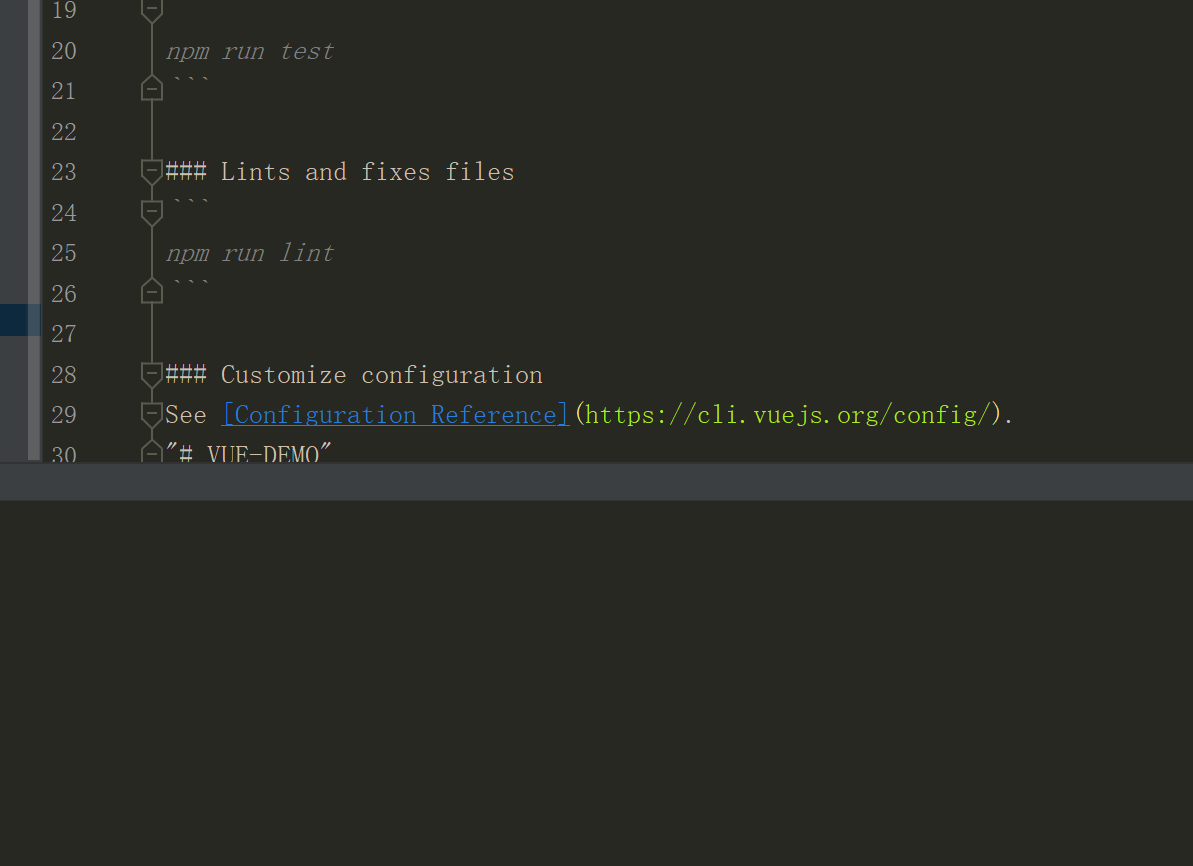 19
20 npm run test
21 ```
22
23 ### Lints and fixes files
24 ```
25 npm run lint
26 ```
27
28 ### Customize configuration
29 See [Configuration Reference](https://cli.vuejs.org/config/).
30 "# VUE-DEMO"